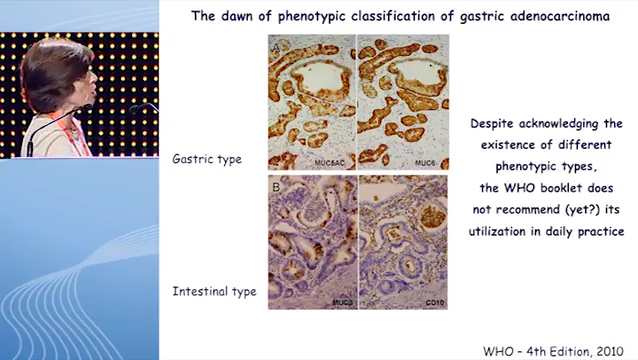 The dawn of phenotypic classification of gastric adenocarcinoma
A
MUC5AC
MUC6
Gastric type
Despite acknowledging the
existence of different
phenotypic types,
the WHO booklet does
not recommend (yet?) its
utilization in daily practice
B
MUC2
CD10
Intestinal type
WHO – 4th Edition, 2010